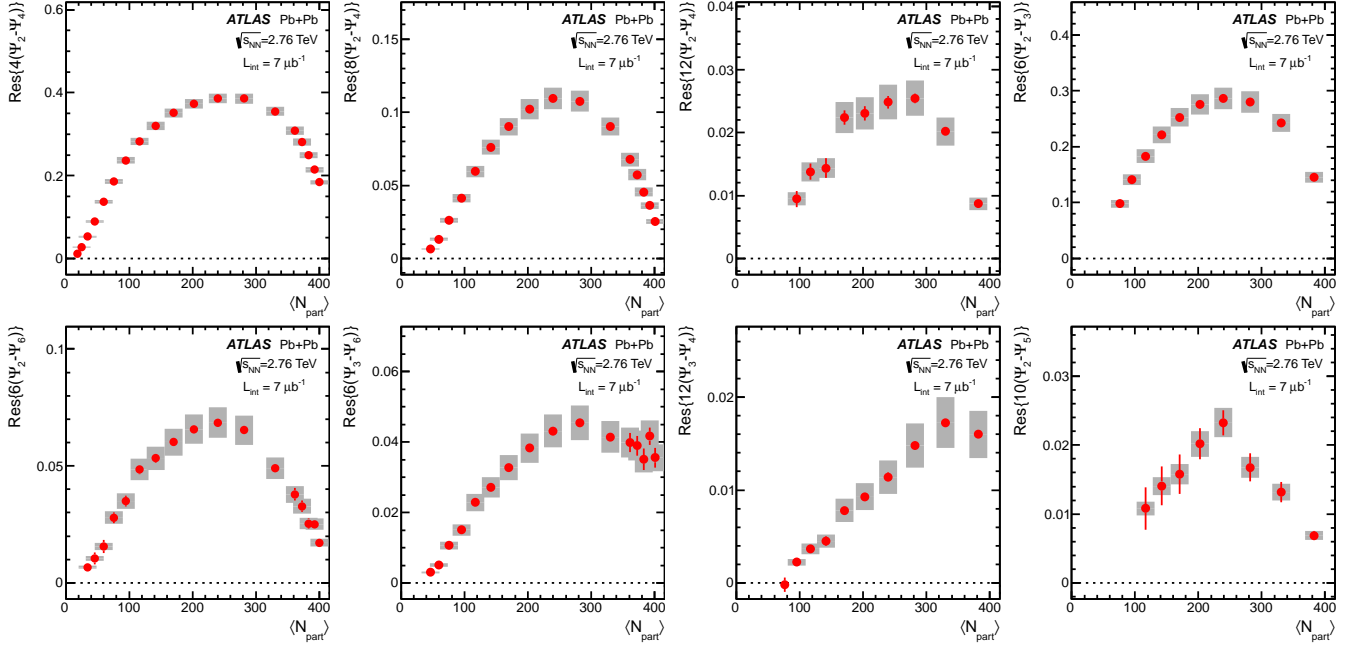 Res{4(Ψ2-Ψ4)}
0.6
0.4
0.2
0
ATLAS Pb+Pb
√sNN=2.76 TeV
Lint = 7 μb-1
0 100 200 300 400
⟨Npart⟩
Res{8(Ψ2-Ψ4)}
0.15
0.1
0.05
0
ATLAS Pb+Pb
√sNN=2.76 TeV
Lint = 7 μb-1
0 100 200 300 400
⟨Npart⟩
Res{12(Ψ2-Ψ4)}
0.04
0.03
0.02
0.01
0
ATLAS Pb+Pb
√sNN=2.76 TeV
Lint = 7 μb-1
0 100 200 300 400
⟨Npart⟩
Res{6(Ψ2-Ψ3)}
0.4
0.3
0.2
0.1
0
ATLAS Pb+Pb
√sNN=2.76 TeV
Lint = 7 μb-1
0 100 200 300 400
⟨Npart⟩
Res{6(Ψ2-Ψ6)}
0.1
0.05
0
ATLAS Pb+Pb
√sNN=2.76 TeV
Lint = 7 μb-1
0 100 200 300 400
⟨Npart⟩
Res{6(Ψ3-Ψ6)}
0.06
0.04
0.02
0
ATLAS Pb+Pb
√sNN=2.76 TeV
Lint = 7 μb-1
0 100 200 300 400
⟨Npart⟩
Res{12(Ψ3-Ψ4)}
0.02
0.01
0
ATLAS Pb+Pb
√sNN=2.76 TeV
Lint = 7 μb-1
0 100 200 300 400
⟨Npart⟩
Res{10(Ψ2-Ψ5)}
0.03
0.02
0.01
0
ATLAS Pb+Pb
√sNN=2.76 TeV
Lint = 7 μb-1
0 100 200 300 400
⟨Npart⟩